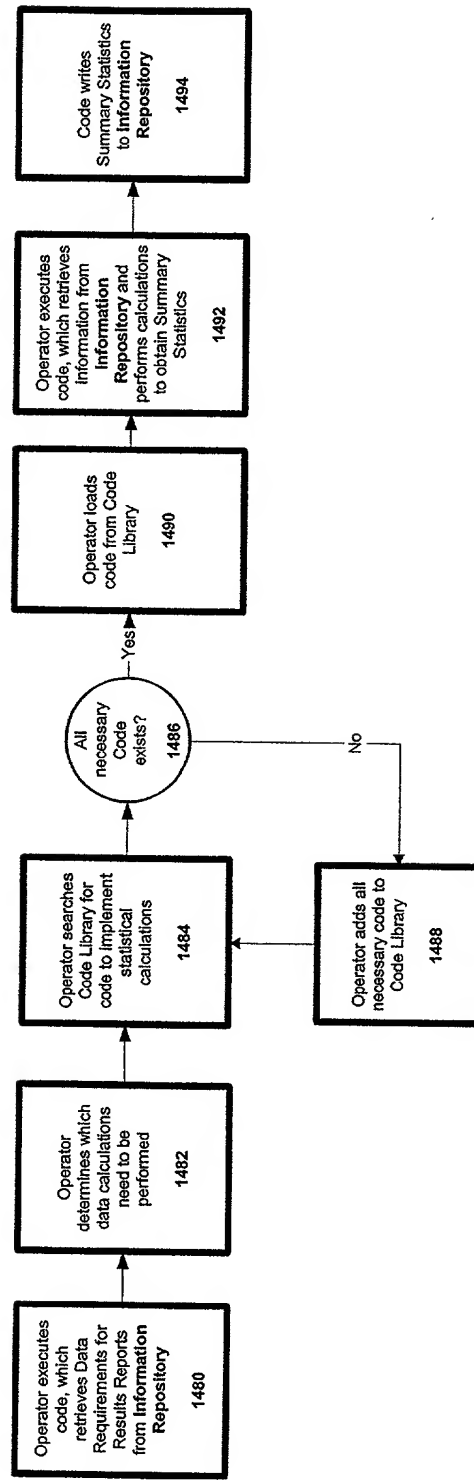 Operator executes
code, which
retrieves Data
Requirements for
Results Reports
from Information
Repository
1480
Operator
determines which
data calculations
need to be
performed
1482
Operator searches
Code Library for
code to implement
statistical
calculations
1484
All
necessary
Code
exists?
1486
Yes
No
Operator adds all
necessary code to
Code Library
1488
Operator loads
code from Code
Library
1490
Operator executes
code, which retrieves
information from
Information
Repository and
performs calculations
to obtain Summary
Statistics
1492
Code writes
Summary Statistics
to Information
Repository
1494